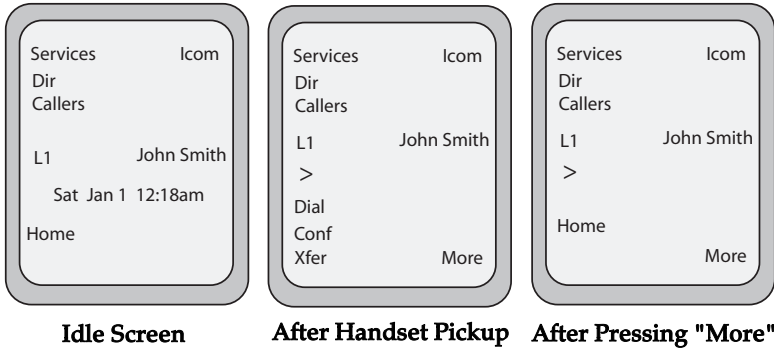 Services Icom
Dir
Callers
L1 John Smith
Sat Jan 1 12:18am
Home
Idle Screen
Services Icom
Dir
Callers
L1 John Smith
>
Dial
Conf
Xfer More
After Handset Pickup
Services Icom
Dir
Callers
L1 John Smith
>
Home
More
After Pressing "More"